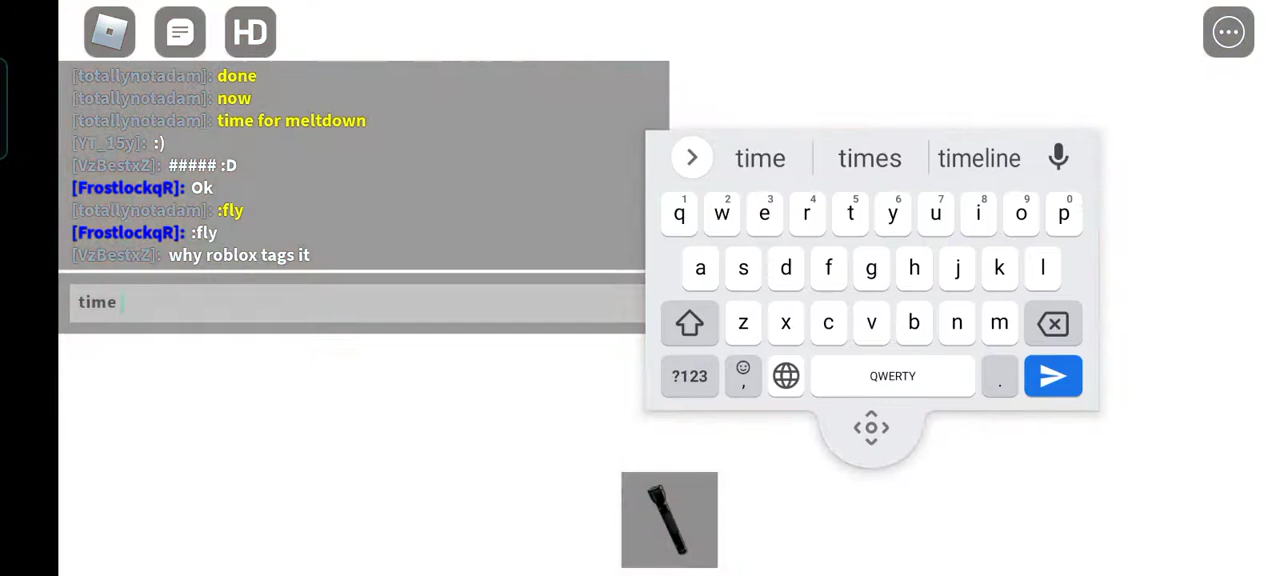 HD
[totallynotadam]: done
[totallynotadam]: now
[totallynotadam]: time for meltdown
[YT_15y]: :)
[VzBestxZ]: ##### :D
[FrostlockqR]: Ok
[totallynotadam]: :fly
[FrostlockqR]: :fly
[VzBestxZ]: why roblox tags it
time
time times timeline
1 2 3 4 5 6 7 8 9 0
q w e r t y u i o p
a s d f g h j k l
z x c v b n m
?123 , QWERTY .